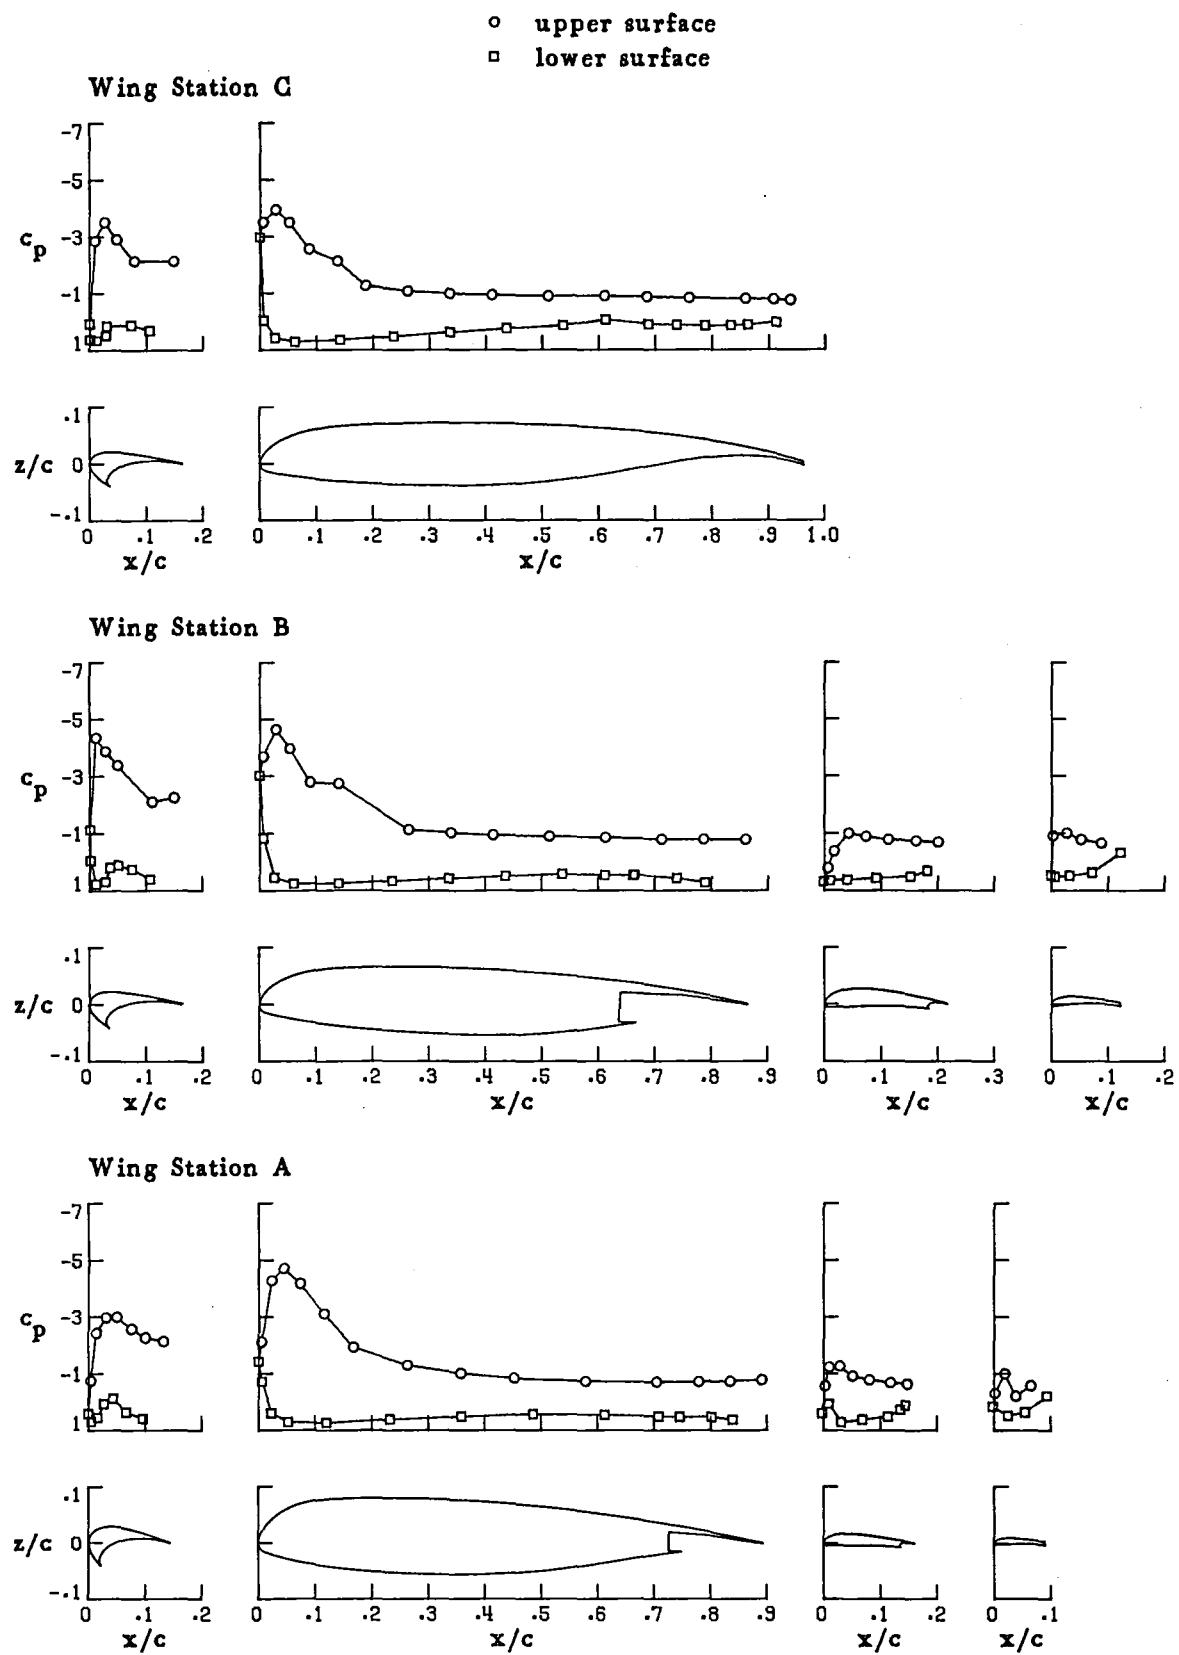 upper surface
lower surface
Wing Station C
-7
-5
-3
-1
1
c_p
.1
0
-.1
z/c
0 .1 .2
x/c
0 .1 .2 .3 .4 .5 .6 .7 .8 .9 1.0
x/c
Wing Station B
-7
-5
-3
-1
1
c_p
.1
0
-.1
z/c
0 .1 .2
x/c
0 .1 .2 .3 .4 .5 .6 .7 .8 .9
x/c
0 .1 .2 .3
x/c
0 .1 .2
x/c
Wing Station A
-7
-5
-3
-1
1
c_p
.1
0
-.1
z/c
0 .1 .2
x/c
0 .1 .2 .3 .4 .5 .6 .7 .8 .9
x/c
0 .1 .2
x/c
0 .1
x/c